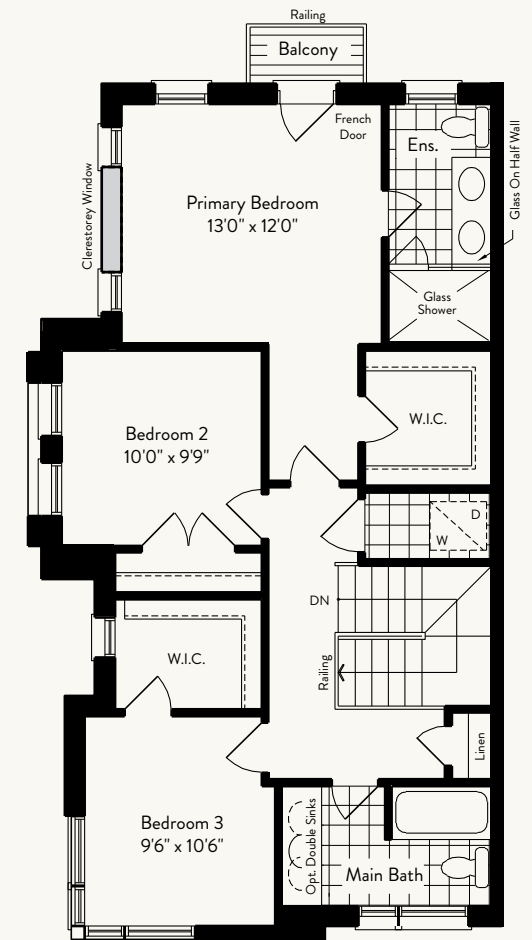 Railing
Balcony
French
Door
Ens.
Glass On Half Wall
Clerestorey Window
Primary Bedroom
13'0" x 12'0"
Glass
Shower
W.I.C.
Bedroom 2
10'0" x 9'9"
D
W
DN
Railing
W.I.C.
Linen
Bedroom 3
9'6" x 10'6"
Opt. Double Sinks
Main Bath